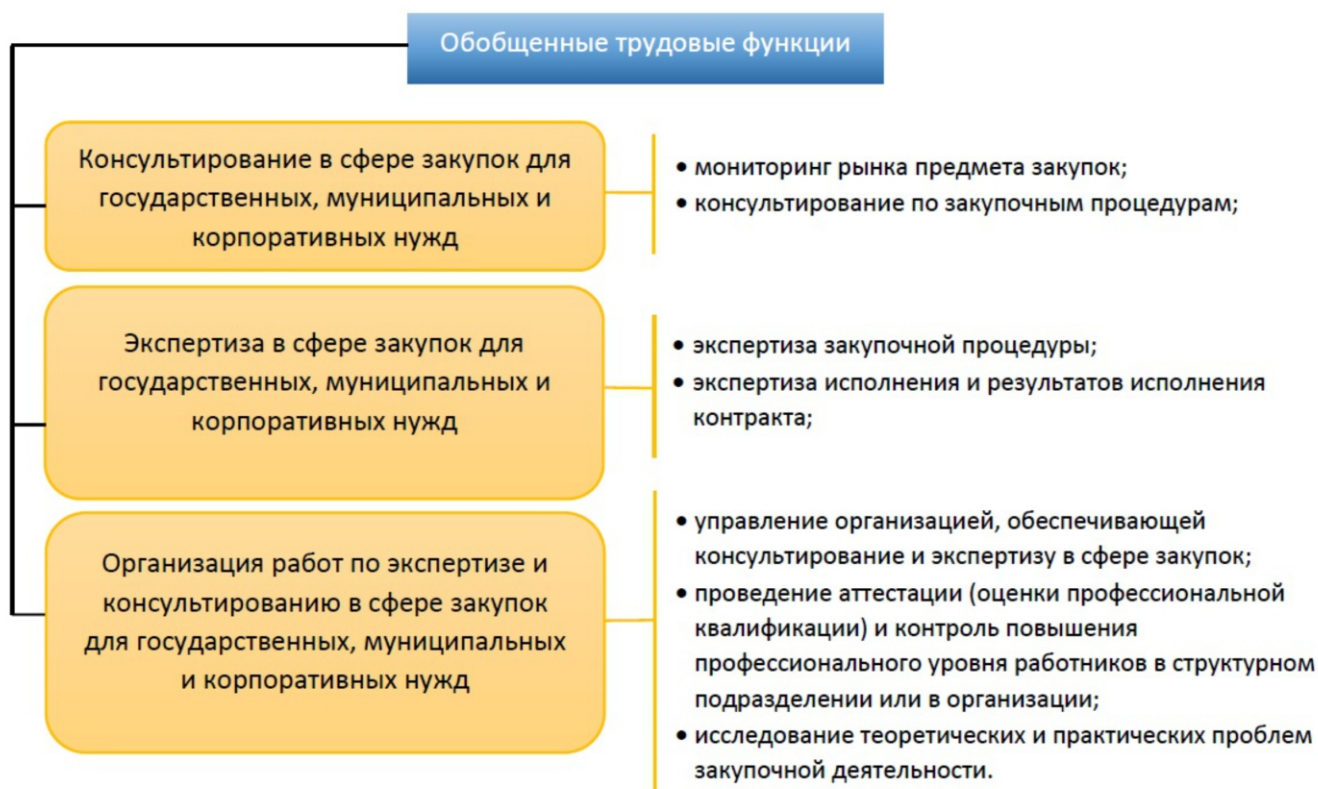 Обобщенные трудовые функции
Консультирование в сфере закупок для
государственных, муниципальных и
корпоративных нужд
• мониторинг рынка предмета закупок;
• консультирование по закупочным процедурам;
Экспертиза в сфере закупок для
государственных, муниципальных и
корпоративных нужд
• экспертиза закупочной процедуры;
• экспертиза исполнения и результатов исполнения
контракта;
Организация работ по экспертизе и
консультированию в сфере закупок
для государственных, муниципальных
и корпоративных нужд
• управление организацией, обеспечивающей
консультирование и экспертизу в сфере закупок;
• проведение аттестации (оценки профессиональной
квалификации) и контроль повышения
профессионального уровня работников в структурном
подразделении или в организации;
• исследование теоретических и практических проблем
закупочной деятельности.